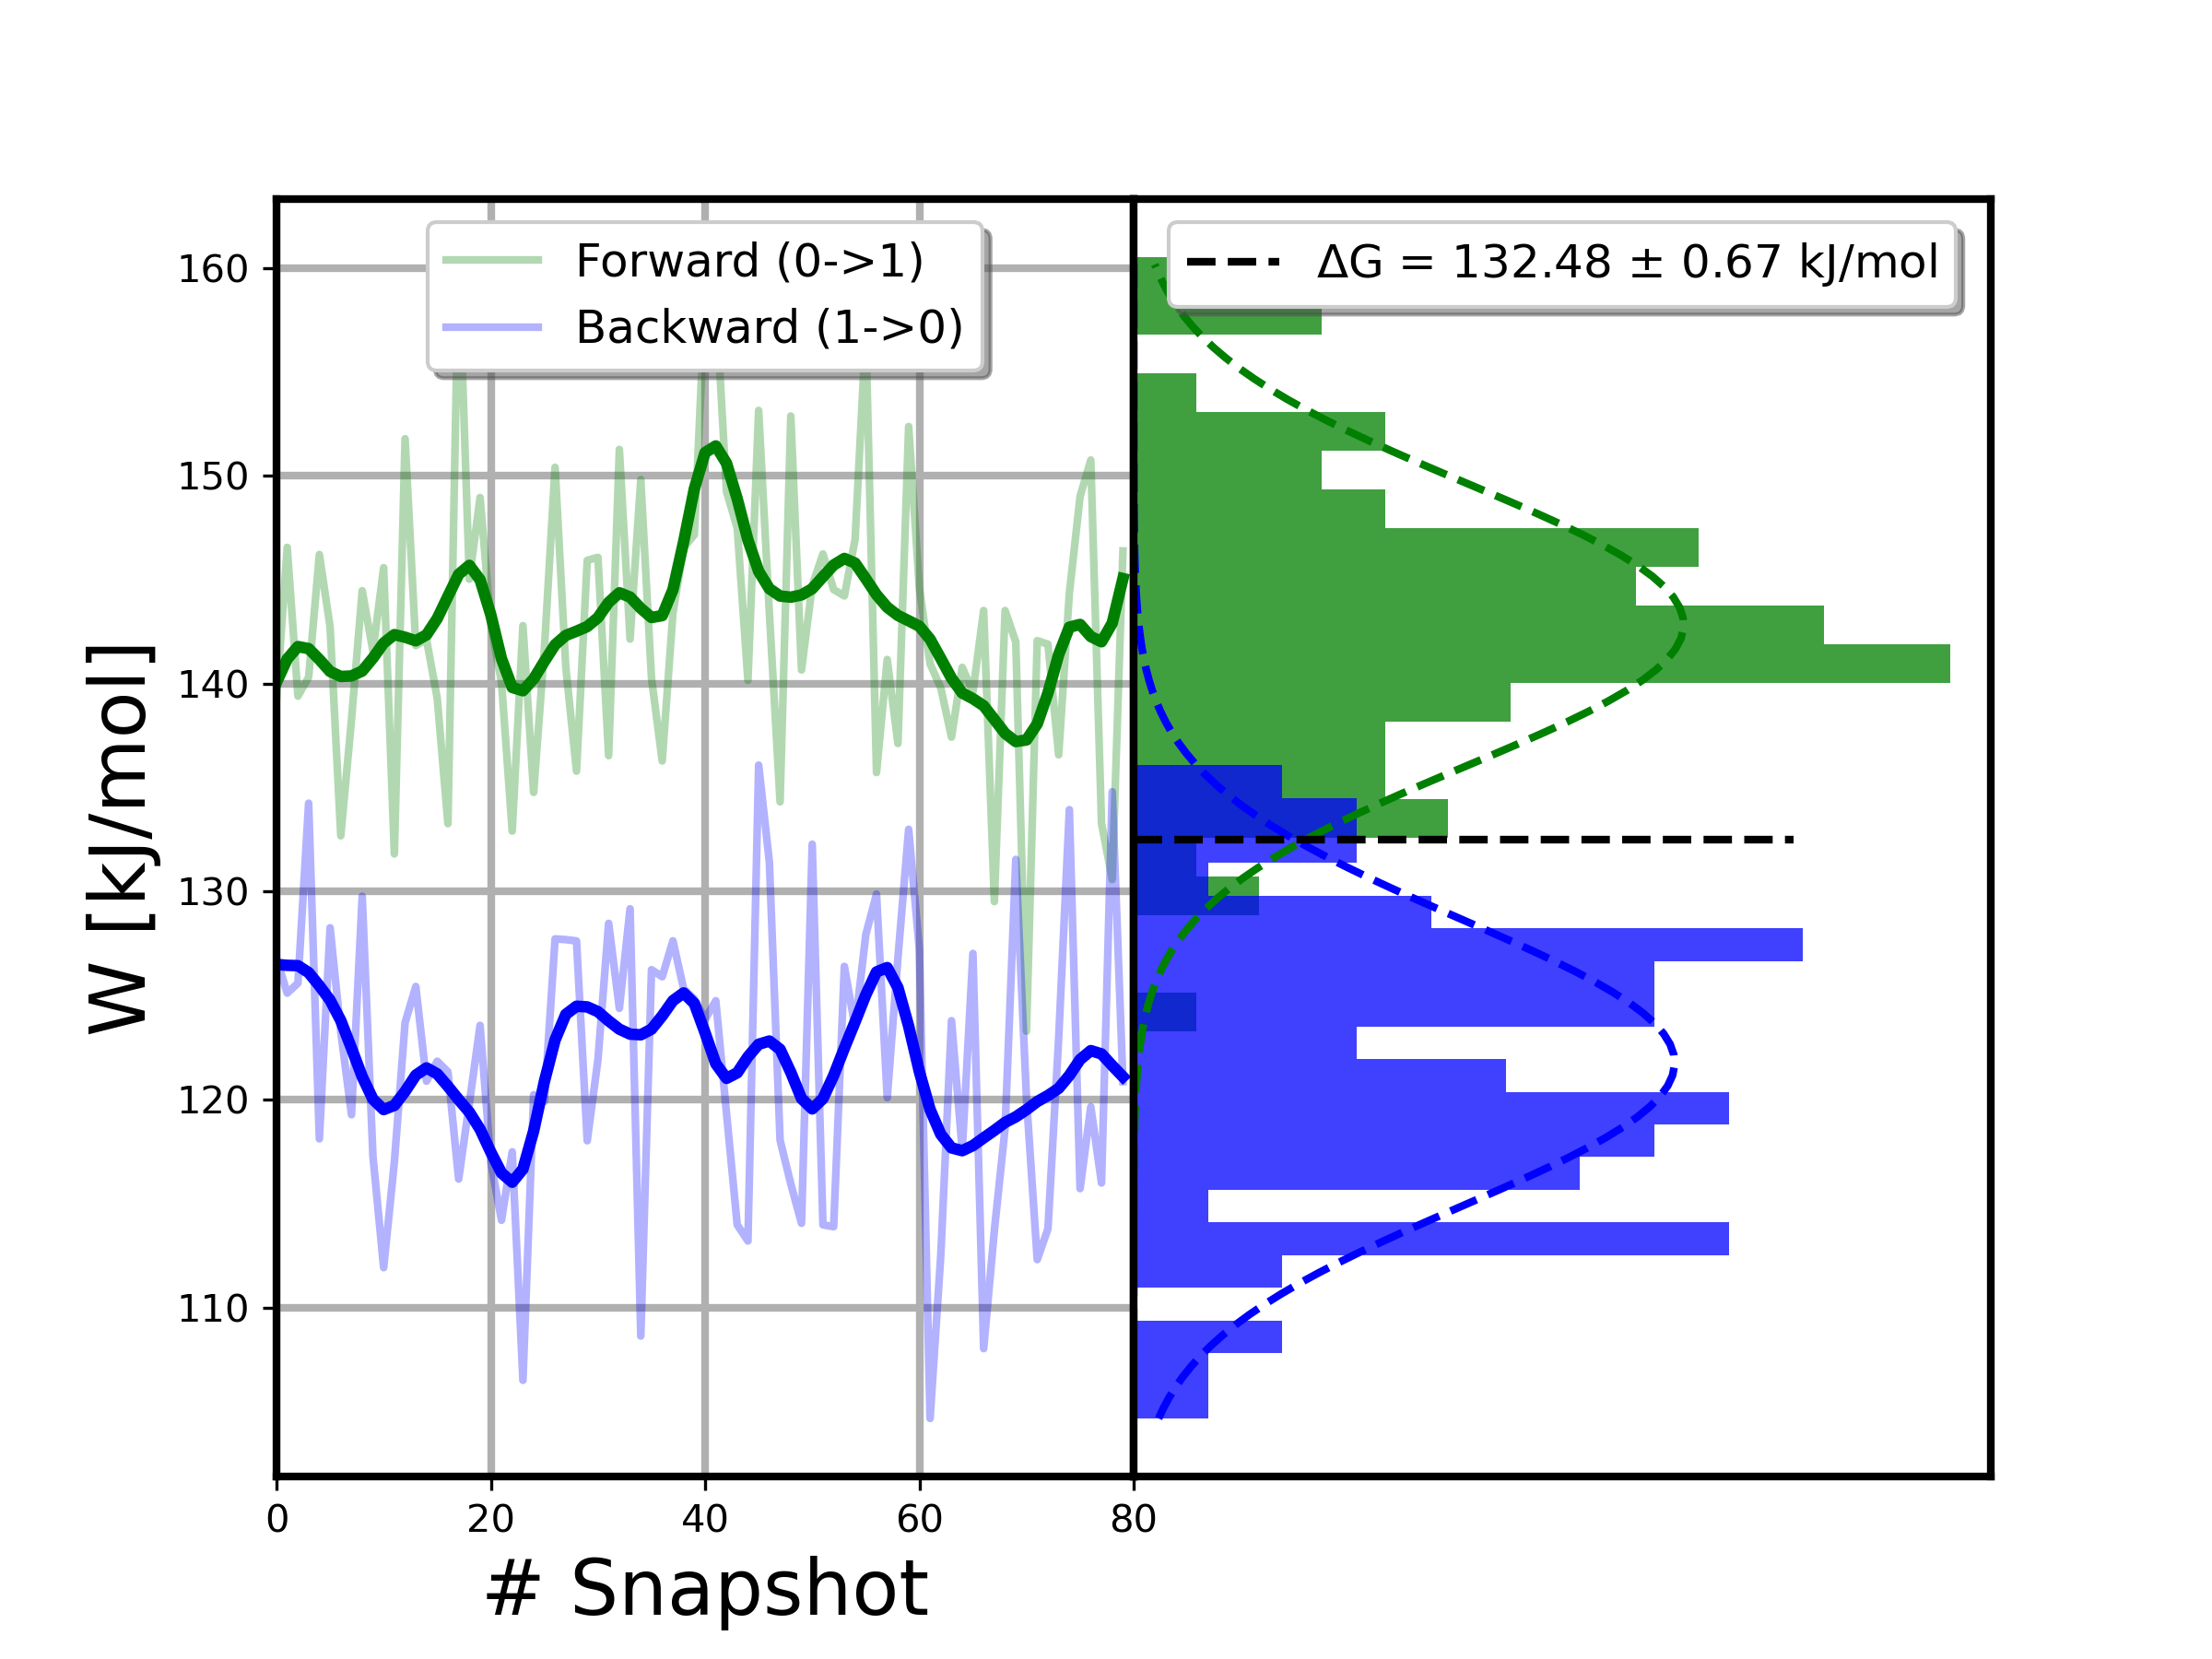 Forward (0->1)
Backward (1->0)
ΔG = 132.48 ± 0.67 kJ/mol
W [kJ/mol]
160
150
140
130
120
110
0 20 40 60 80
# Snapshot